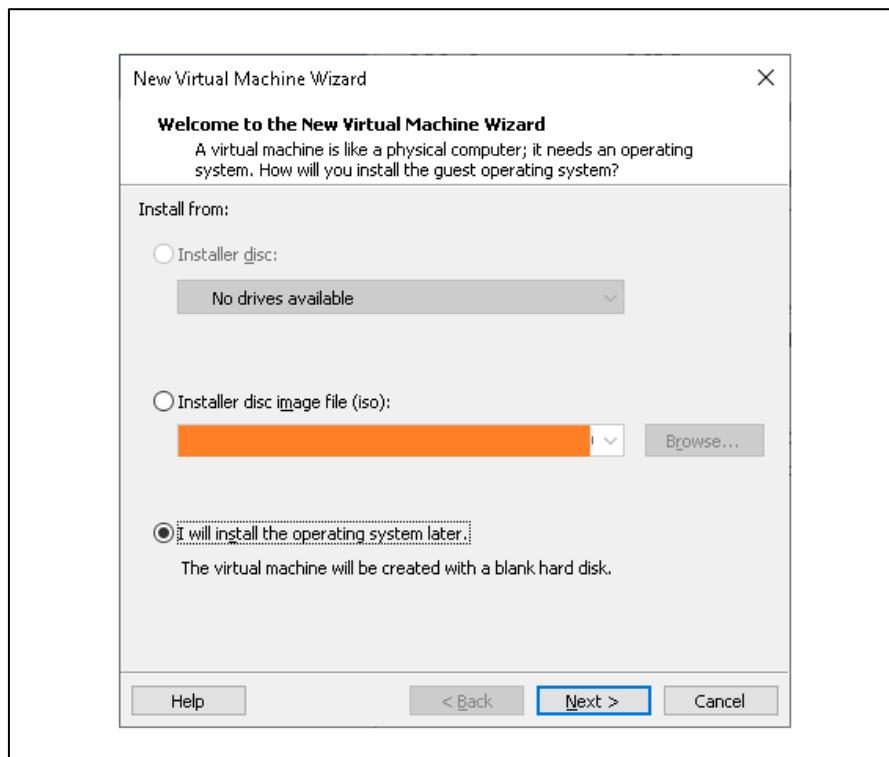 New Virtual Machine Wizard
Welcome to the New Virtual Machine Wizard
A virtual machine is like a physical computer; it needs an operating
system. How will you install the guest operating system?
Install from:
Installer disc:
No drives available
Installer disc image file (iso):
Browse...
I will install the operating system later.
The virtual machine will be created with a blank hard disk.
Help
< Back
Next >
Cancel